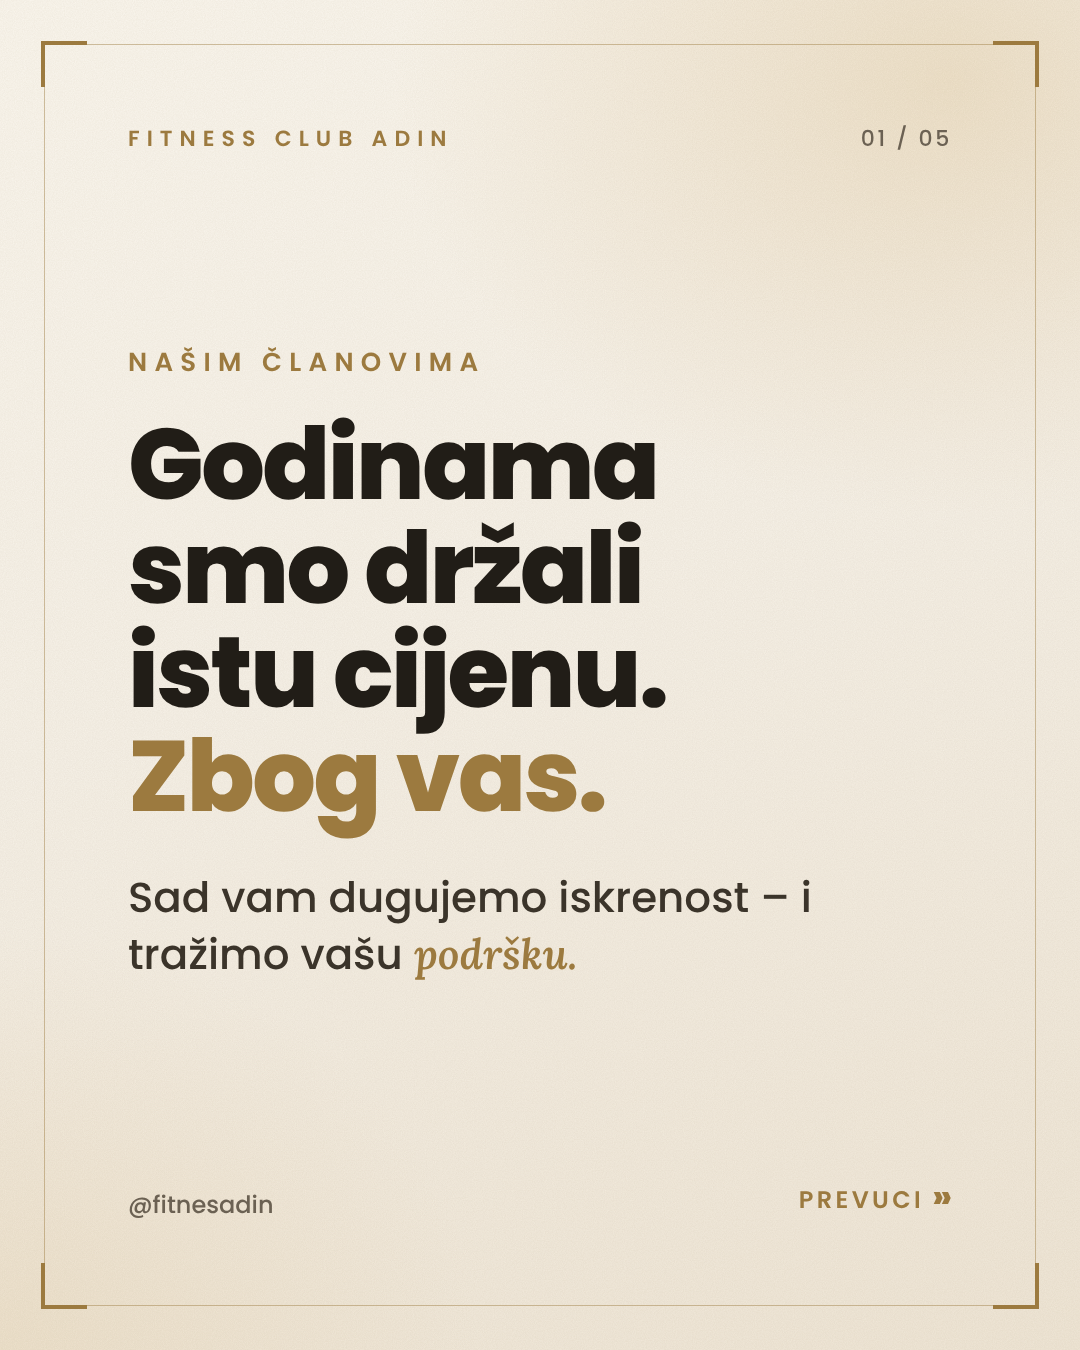 FITNESS CLUB ADIN
01 / 05
NAŠIM ČLANOVIMA
Godinama
smo držali
istu cijenu.
Zbog vas.
Sad vam dugujemo iskrenost – i
tražimo vašu podršku.
@fitnesadin
PREVUCI »